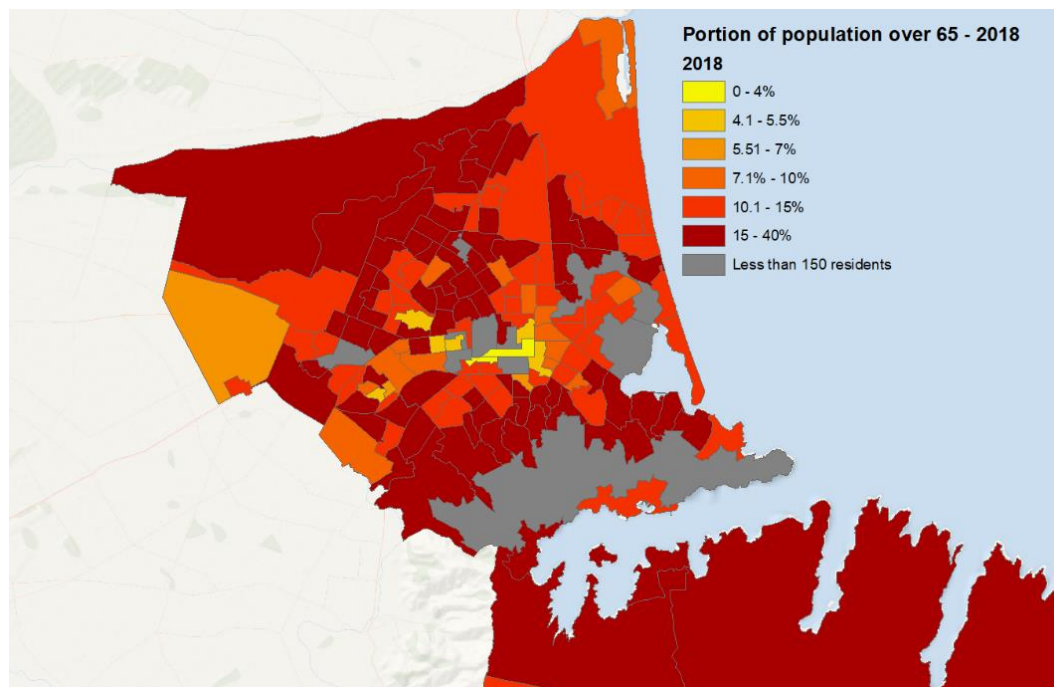 Portion of population over 65 - 2018
2018
0 - 4%
4.1 - 5.5%
5.51 - 7%
7.1% - 10%
10.1 - 15%
15 - 40%
Less than 150 residents